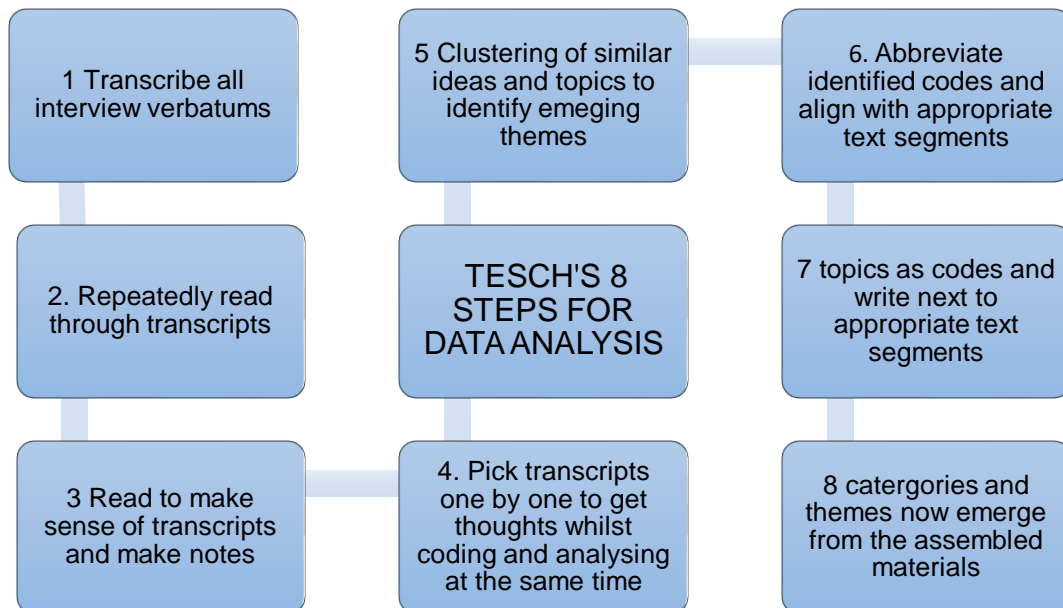 1 Transcribe all
interview verbatums
2. Repeatedly read
through transcripts
3 Read to make
sense of transcripts
and make notes
4. Pick transcripts
one by one to get
thoughts whilst
coding and analysing
at the same time
TESCH'S 8
STEPS FOR
DATA ANALYSIS
5 Clustering of similar
ideas and topics to
identify emeging
themes
6. Abbreviate
identified codes and
align with appropriate
text segments
7 topics as codes and
write next to
appropriate text
segments
8 catergories and
themes now emerge
from the assembled
materials